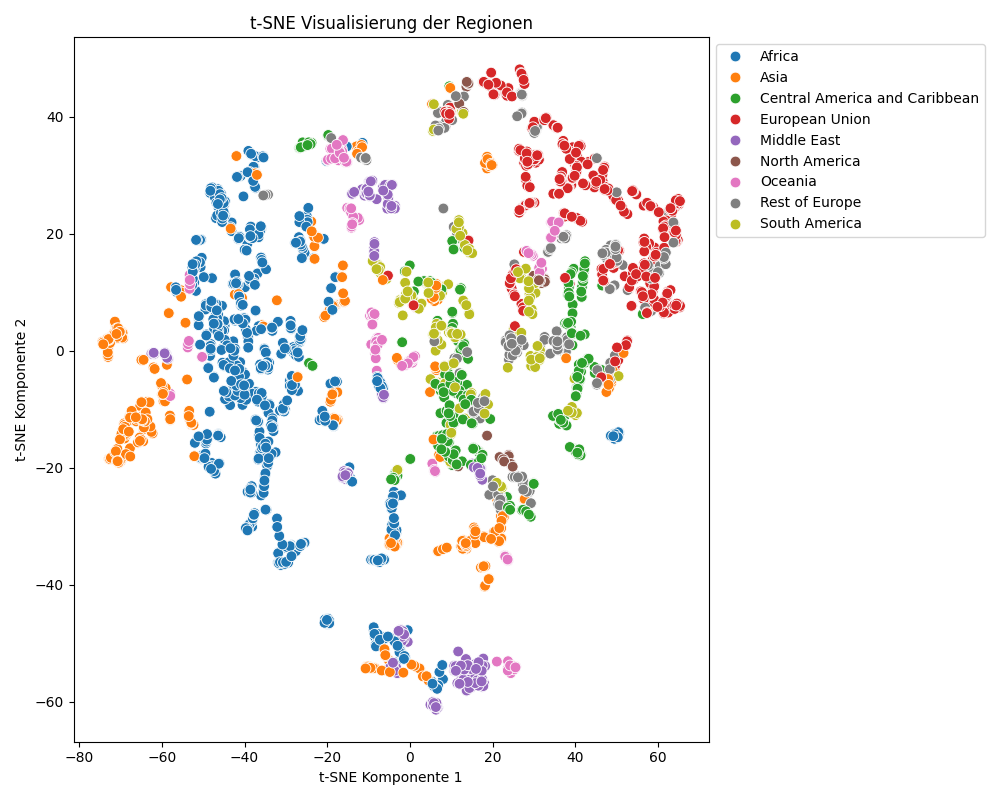 t-SNE Visualisierung der Regionen
Africa
Asia
Central America and Caribbean
European Union
Middle East
North America
Oceania
Rest of Europe
South America
40
20
0
−20
−40
−60
t-SNE Komponente 2
−80
−60
−40
−20
0
20
40
60
t-SNE Komponente 1